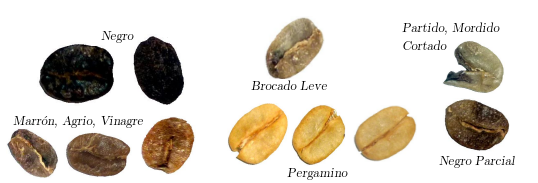 Negro
Partido, Mordido
Cortado
Brocado Leve
Marrón, Agrio, Vinagre
Pergamino
Negro Parcial